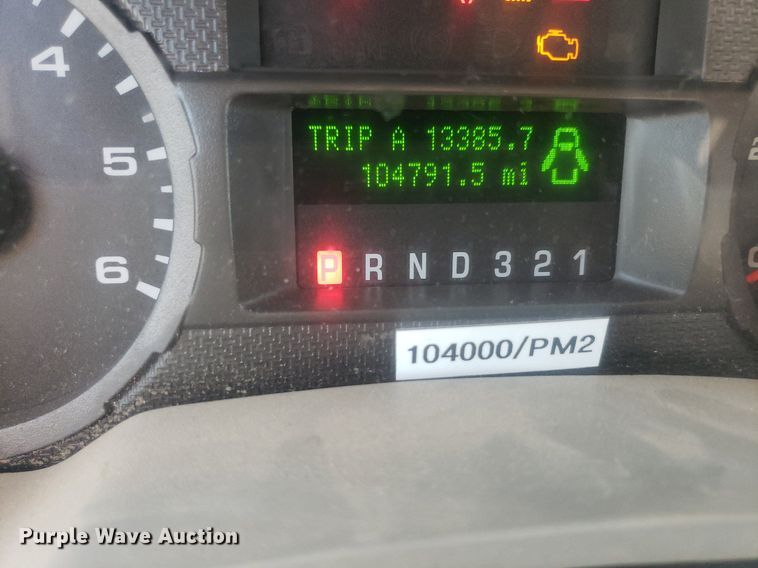 4
5
6
TRIP A 13385.7
104791.5 mi
P R N D 3 2 1
104000/PM2
Purple Wave Auction